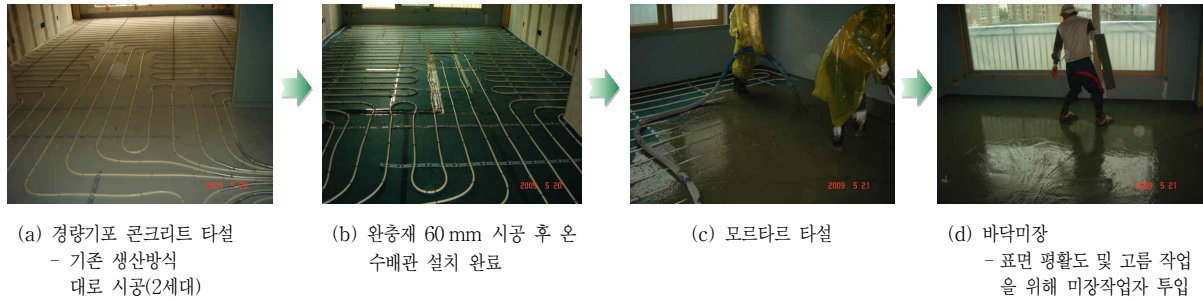 2009 5 20
2009 5 20
2009 5 21
2009 5 21
(a) 경량기포 콘크리트 타설
- 기존 생산방식
대로 시공(2세대)
(b) 완충재 60 mm 시공 후 온
수배관 설치 완료
(c) 모르타르 타설
(d) 바닥미장
- 표면 평활도 및 고름 작업
을 위해 미장작업자 투입